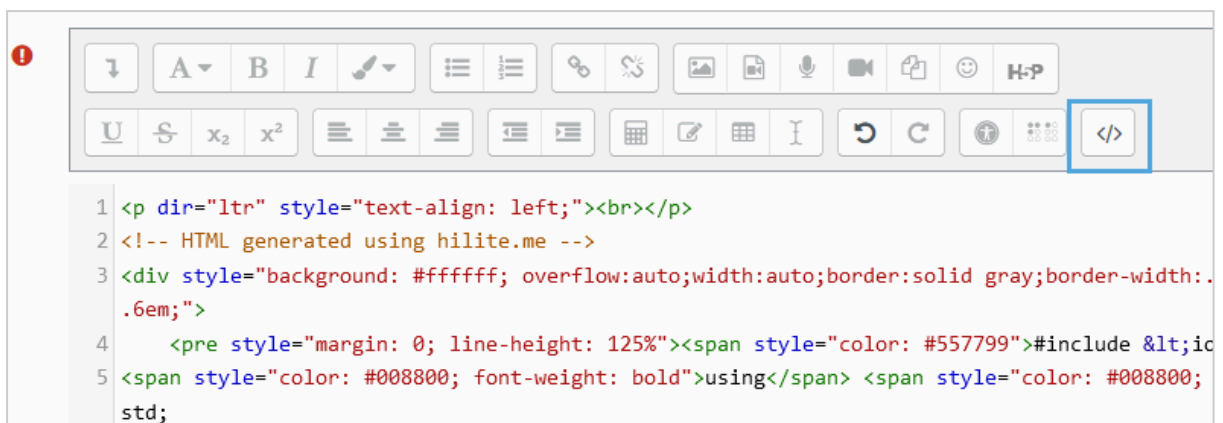 A B I H-P
U S x₂ x² </>
1 <p dir="ltr" style="text-align: left;"><br></p>
2 <!-- HTML generated using hilite.me -->
3 <div style="background: #ffffff; overflow:auto;width:auto;border:solid gray;border-width:.
.6em;">
4 <pre style="margin: 0; line-height: 125%"><span style="color: #557799">#include &lt;io
5 <span style="color: #008800; font-weight: bold">using</span> <span style="color: #008800;
std;